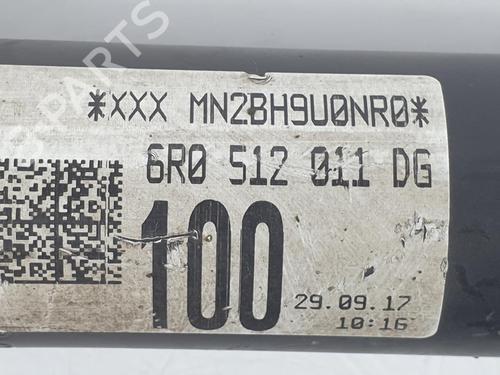 *XXX MN2BH9U0NR0*
6R0 512 011 DG
100
29.09.17
10:16